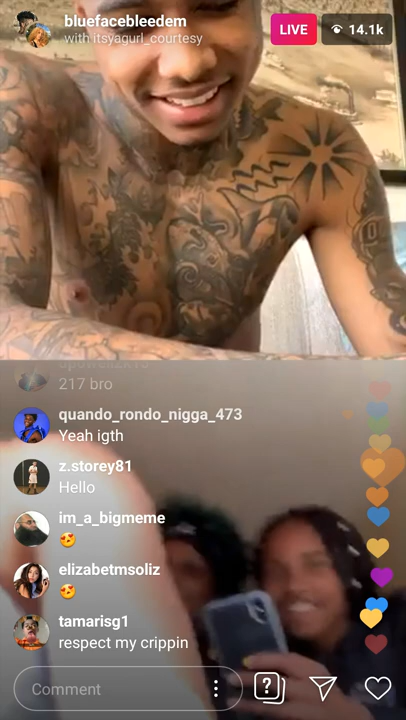 bluefacebleedem
with itsyagurl_courtesy
LIVE
14.1k
217 bro
quando_rondo_nigga_473
Yeah igth
z.storey81
Hello
im_a_bigmeme
😍
elizabetmsoliz
😍
tamarisg1
respect my crippin
Comment